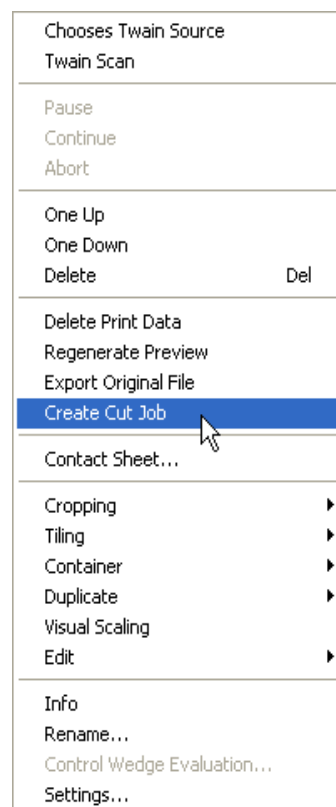 Chooses Twain Source
Twain Scan
Pause
Continue
Abort
One Up
One Down
Delete Del
Delete Print Data
Regenerate Preview
Export Original File
Create Cut Job
Contact Sheet...
Cropping
Tiling
Container
Duplicate
Visual Scaling
Edit
Info
Rename...
Control Wedge Evaluation...
Settings...